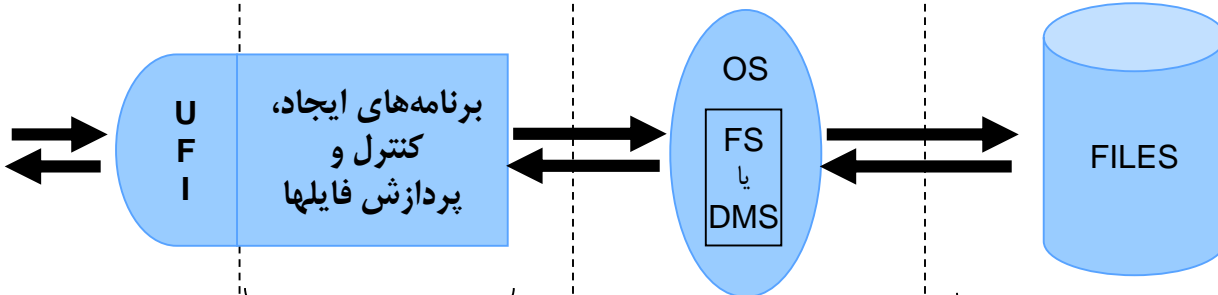 U
F
I
برنامه‌های ایجاد،
کنترل و
پردازش فایلها
OS
FS
یا
DMS
FILES